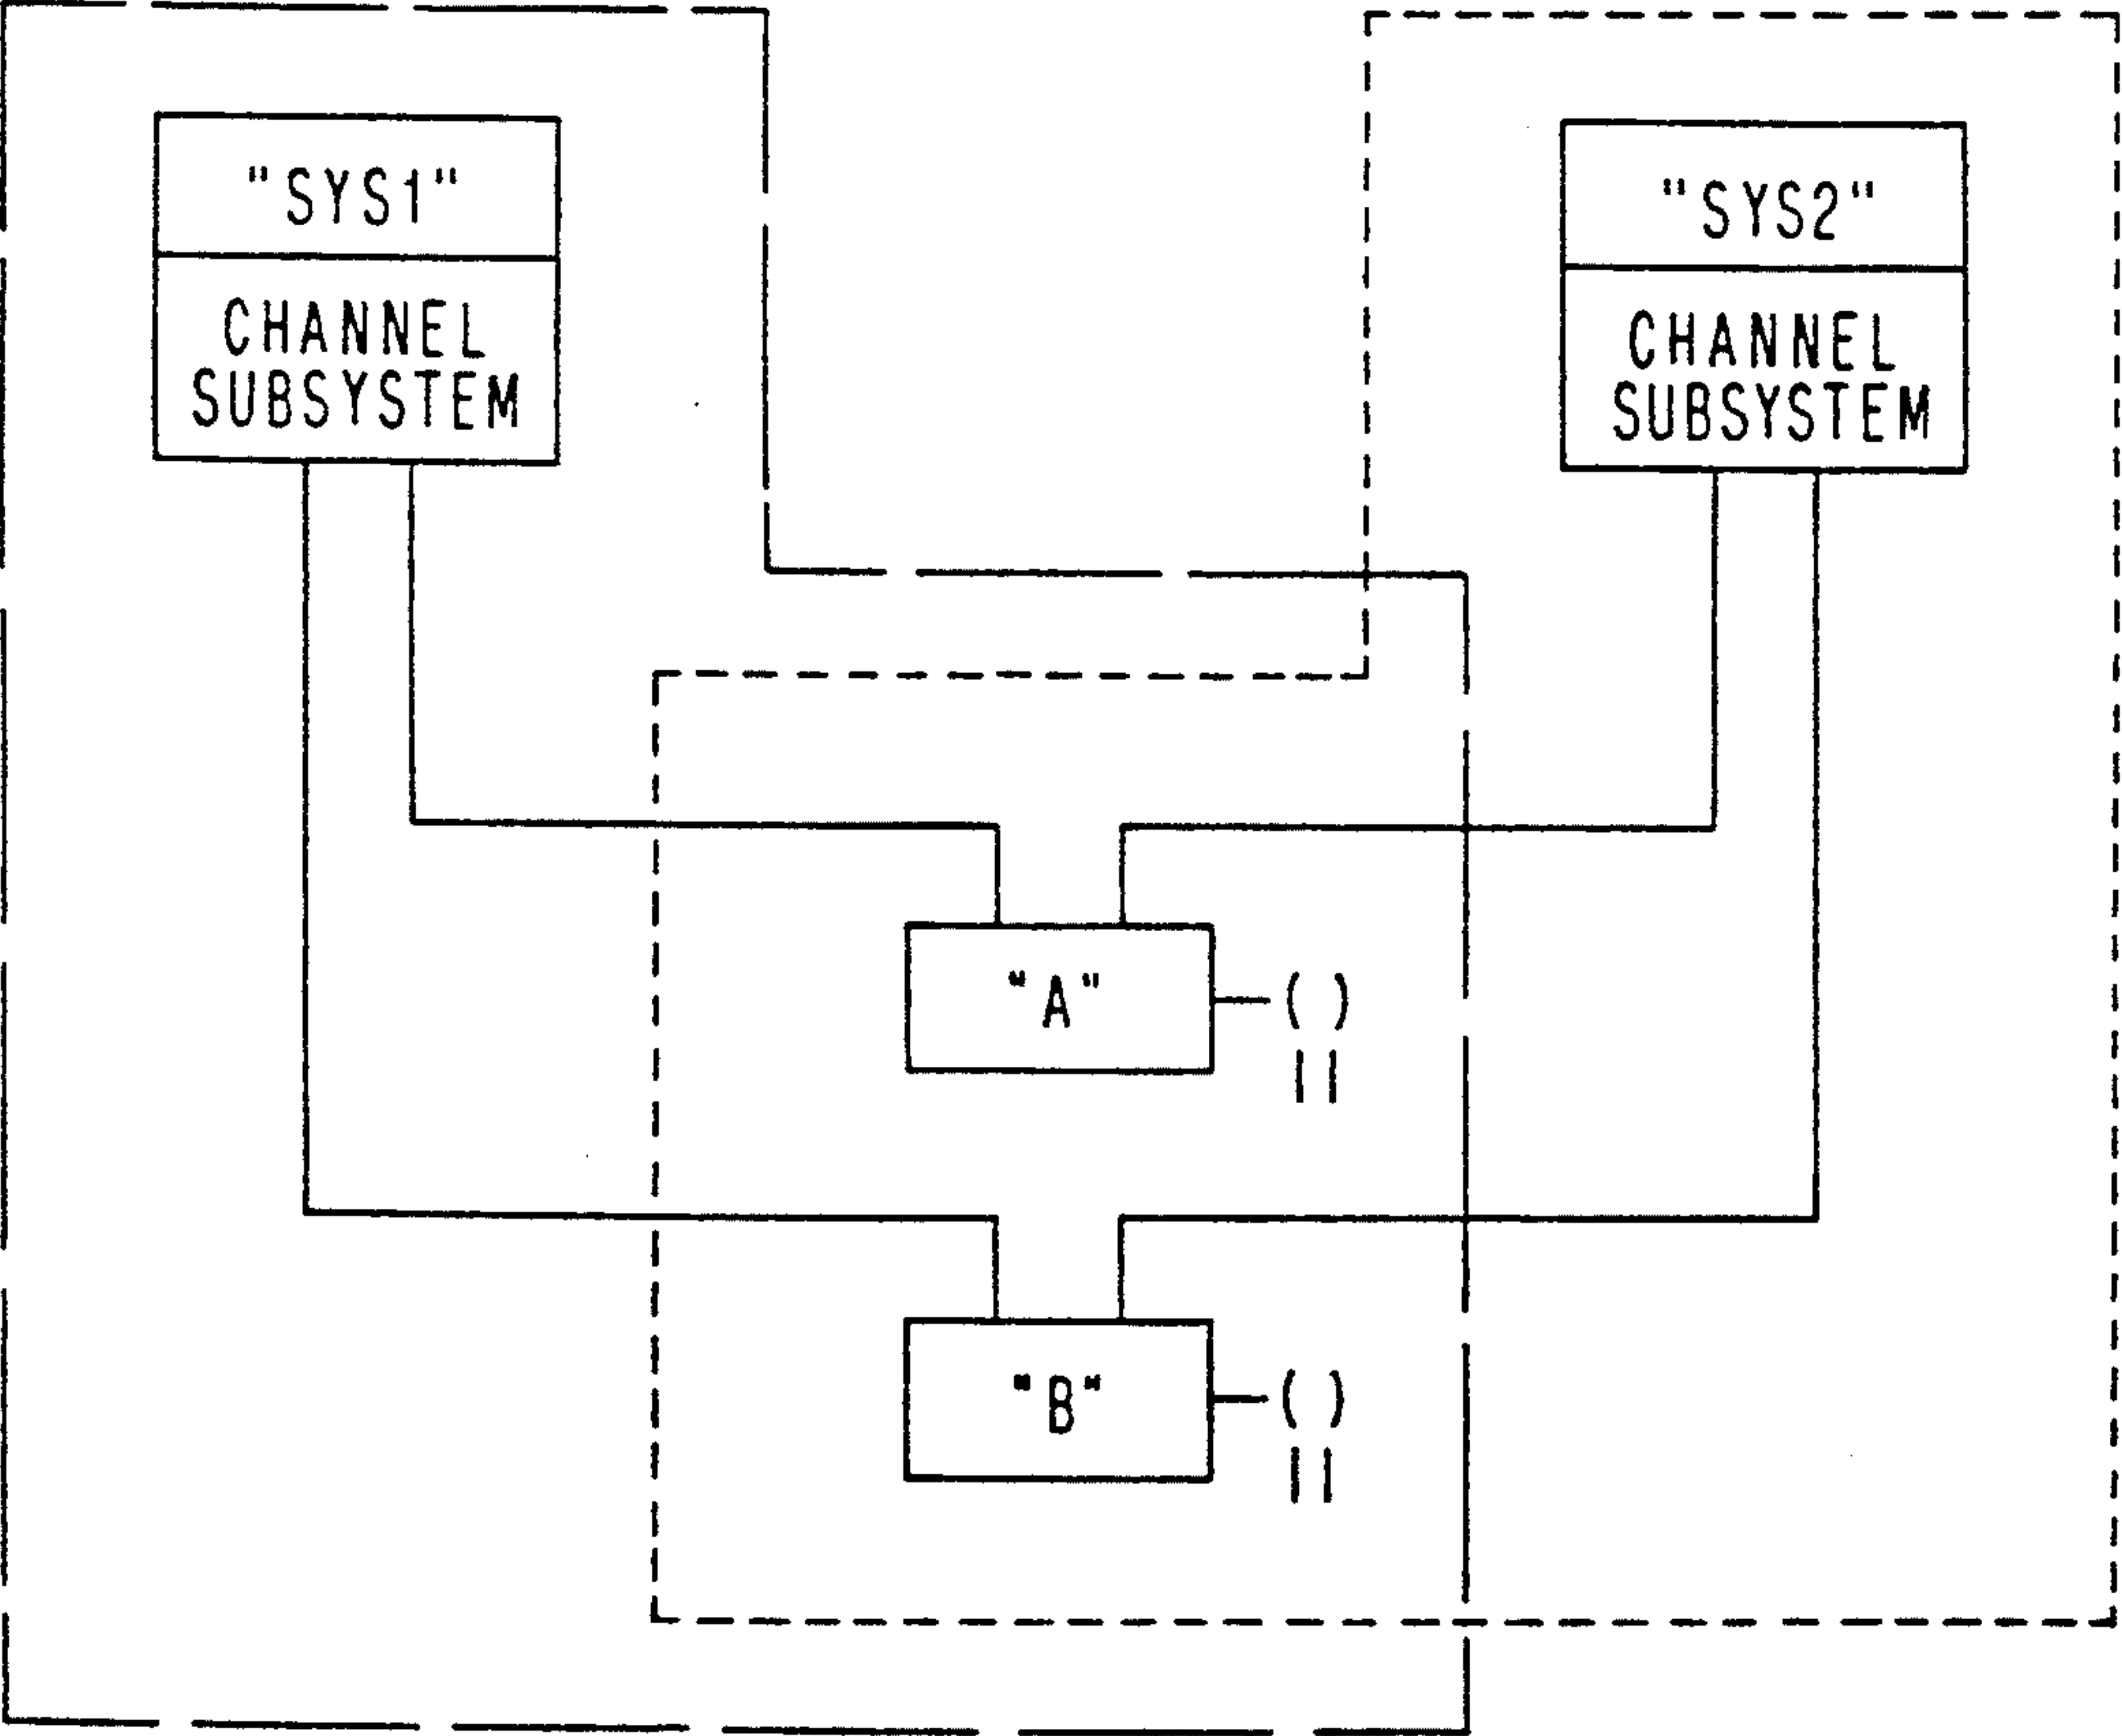 "SYS1"
CHANNEL
SUBSYSTEM
"SYS2"
CHANNEL
SUBSYSTEM
"A"
"B"